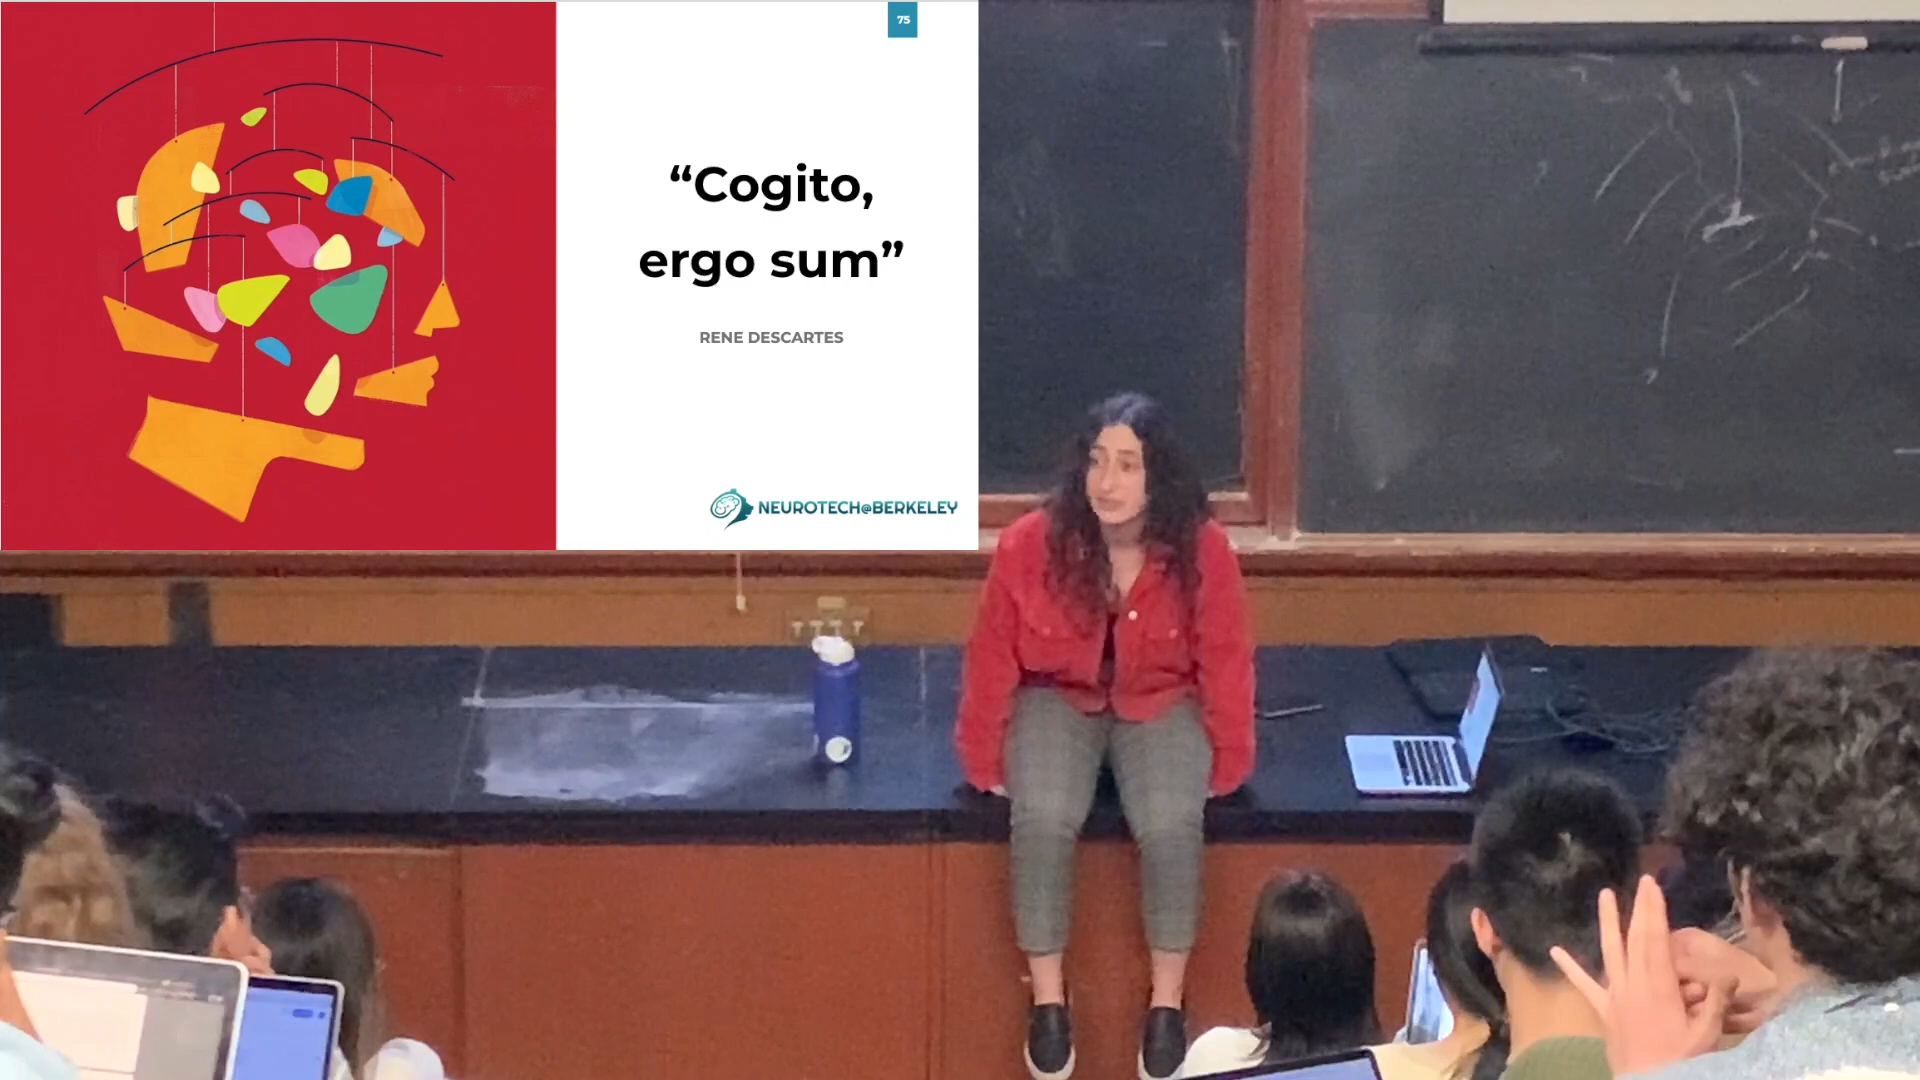 75
“Cogito,
ergo sum”
RENE DESCARTES
NEUROTECH@BERKELEY